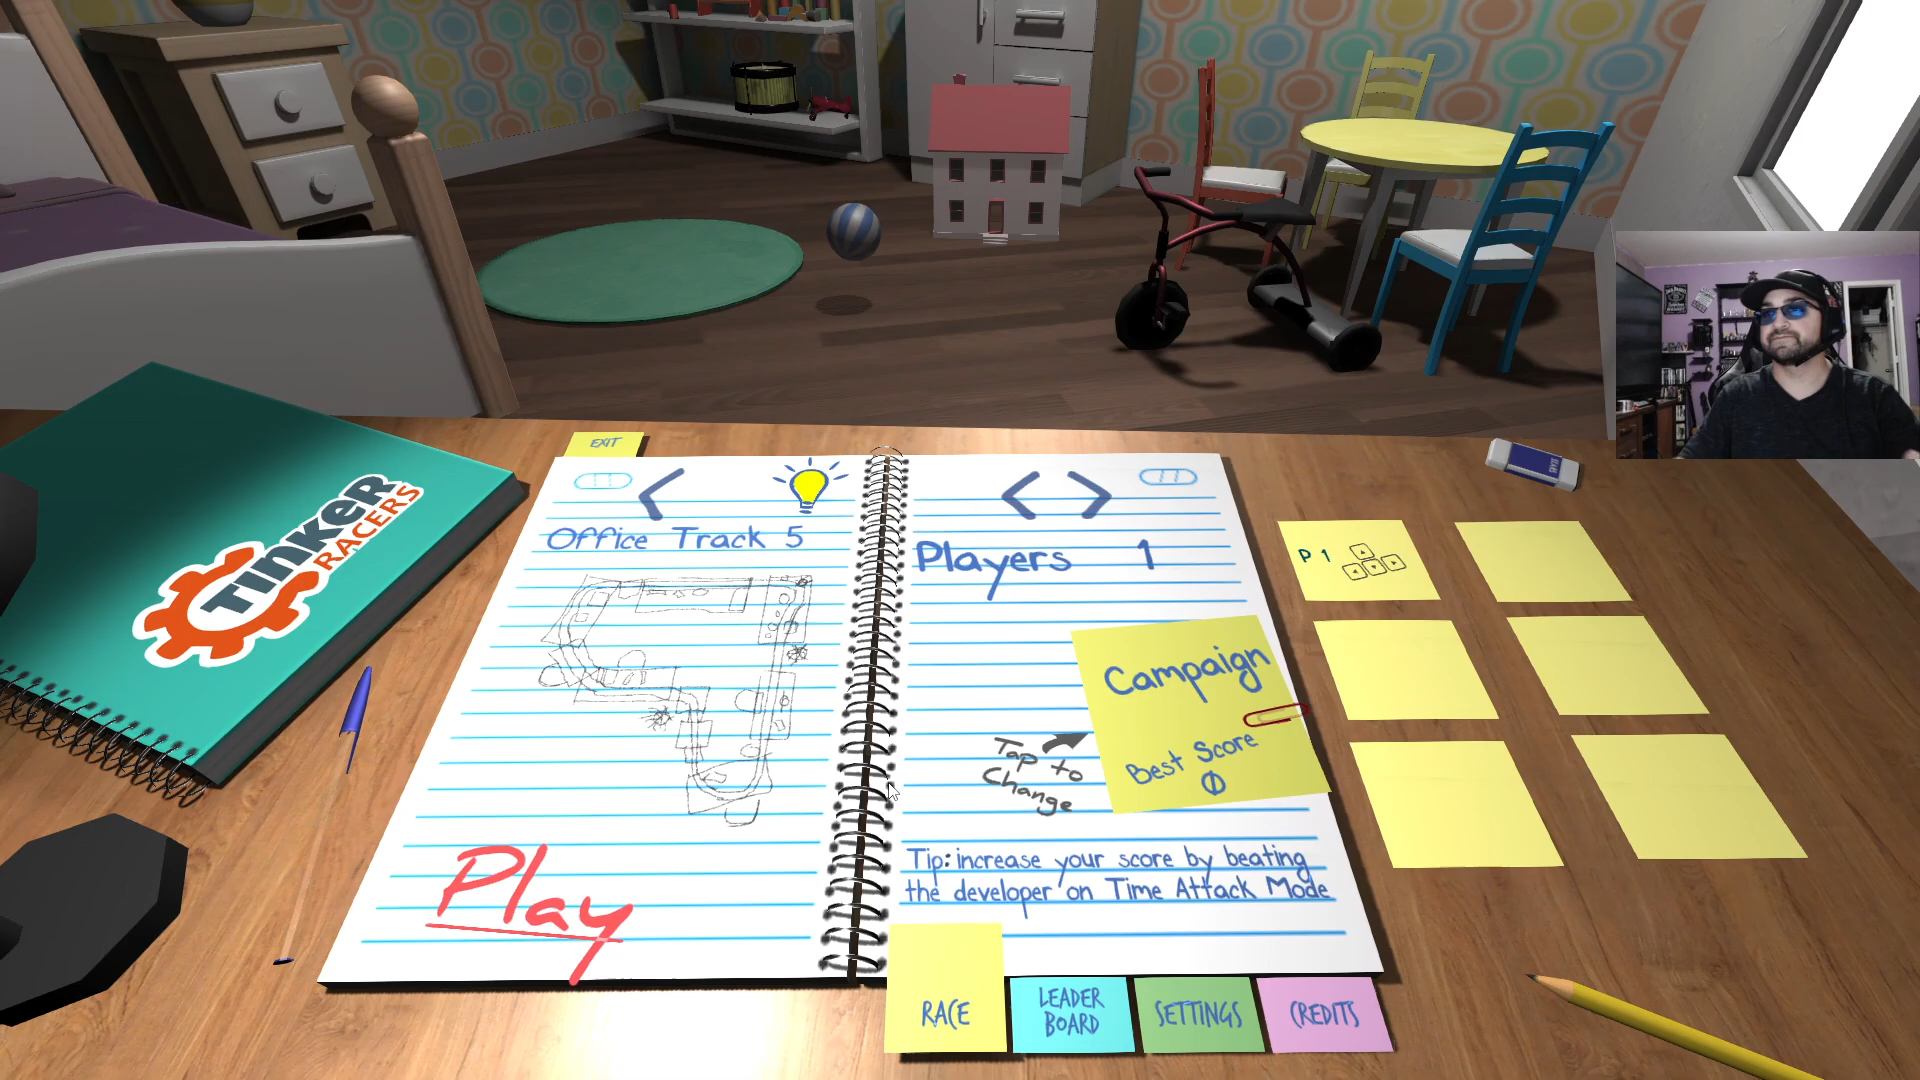 EXIT
TINKER
RACERS
Office Track 5
Players 1
P 1
Campaign
Best Score
0
Tap to
Change
Tip: increase your score by beating
the developer on Time Attack Mode
Play
RACE
LEADER
BOARD
SETTINGS
CREDITS